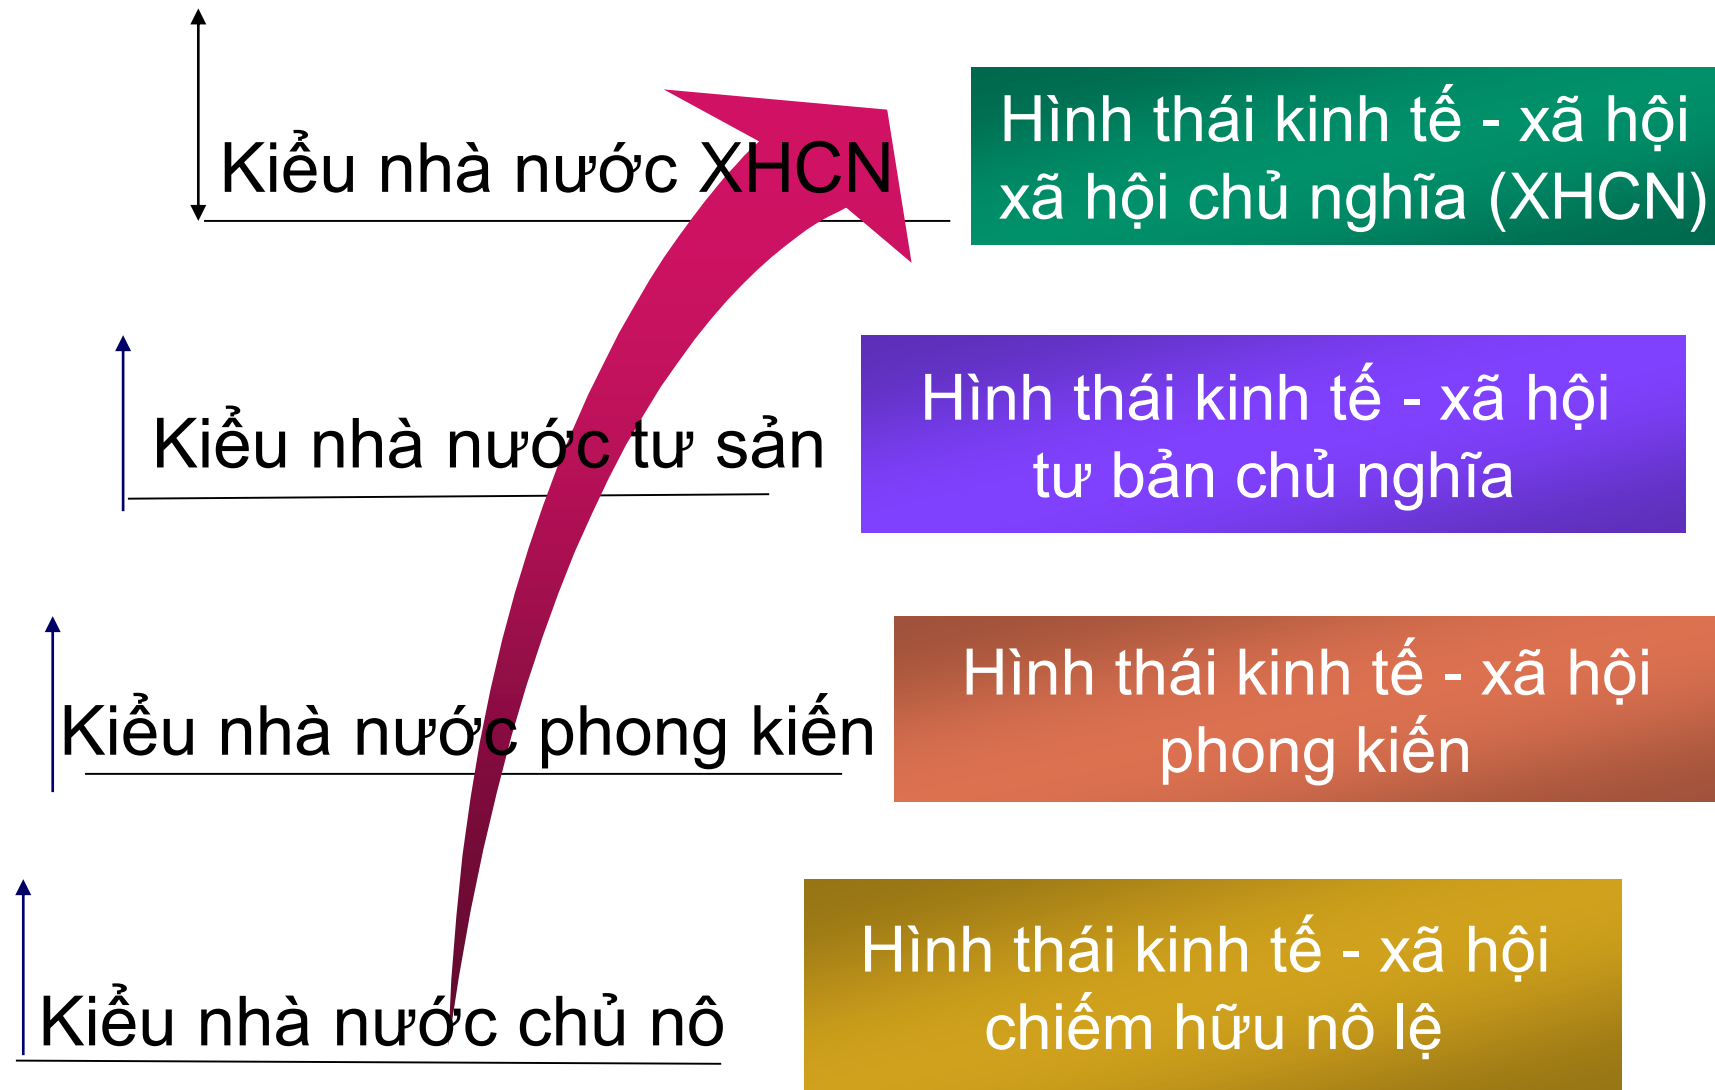 Kiểu nhà nước XHCN
Hình thái kinh tế - xã hội
xã hội chủ nghĩa (XHCN)
Kiểu nhà nước tư sản
Hình thái kinh tế - xã hội
tư bản chủ nghĩa
Kiểu nhà nước phong kiến
Hình thái kinh tế - xã hội
phong kiến
Kiểu nhà nước chủ nô
Hình thái kinh tế - xã hội
chiếm hữu nô lệ